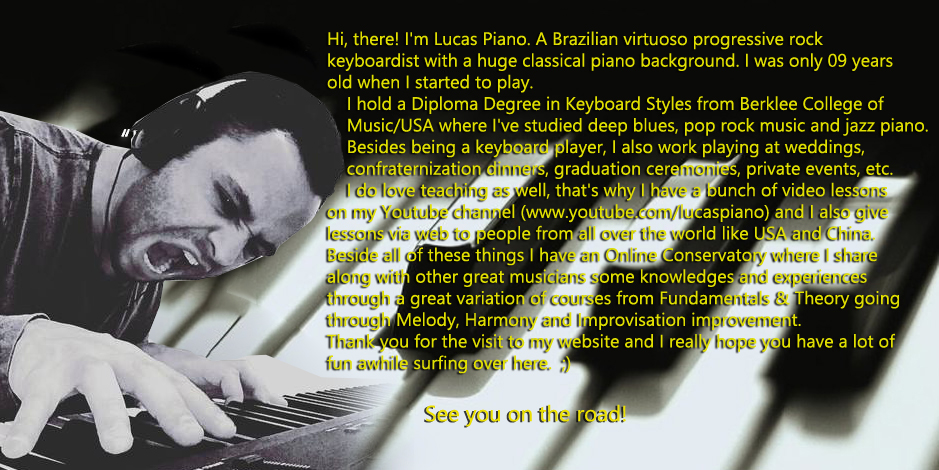 Hi, there! I'm Lucas Piano. A Brazilian virtuoso progressive rock
keyboardist with a huge classical piano background. I was only 09 years
old when I started to play.
I hold a Diploma Degree in Keyboard Styles from Berklee College of
Music/USA where I've studied deep blues, pop rock music and jazz piano.
Besides being a keyboard player, I also work playing at weddings,
confraternization dinners, graduation ceremonies, private events, etc.
I do love teaching as well, that's why I have a bunch of video lessons
on my Youtube channel (www.youtube.com/lucaspiano) and I also give
lessons via web to people from all over the world like USA and China.
Beside all of these things I have an Online Conservatory where I share
along with other great musicians some knowledges and experiences
through a great variation of courses from Fundamentals & Theory going
through Melody, Harmony and Improvisation improvement.
Thank you for the visit to my website and I really hope you have a lot of
fun awhile surfing over here. ;)
See you on the road!